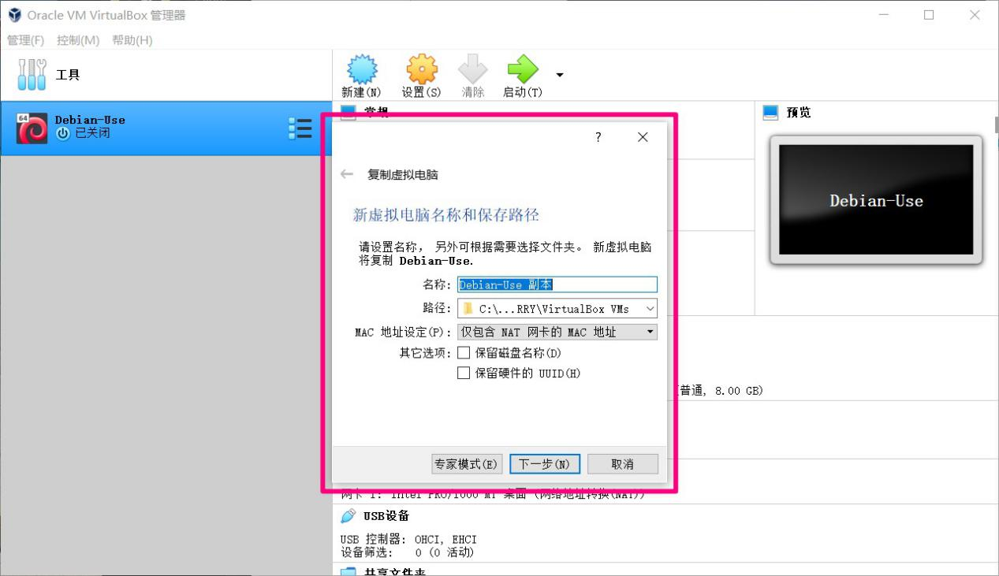 Oracle VM VirtualBox 管理器
管理(F) 控制(M) 帮助(H)
工具
新建(N) 设置(S) 清除 启动(T)
64
Debian-Use
已关闭
常规
预览
Debian-Use
?
复制虚拟电脑
新虚拟电脑名称和保存路径
请设置名称, 另外可根据需要选择文件夹。 新虚拟电脑
将复制 Debian-Use.
名称: Debian-Use 副本
路径: C:\...RRY\VirtualBox VMs
MAC 地址设定(P): 仅包含 NAT 网卡的 MAC 地址
其它选项: 保留磁盘名称(D)
保留硬件的 UUID(H)
普通, 8.00 GB)
专家模式(E) 下一步(N) 取消
网卡 1: Intel PRO/1000 MT 桌面 (网络地址转换(NAT))
USB设备
USB 控制器: OHCI, EHCI
设备筛选: 0 (0 活动)
共享文件夹